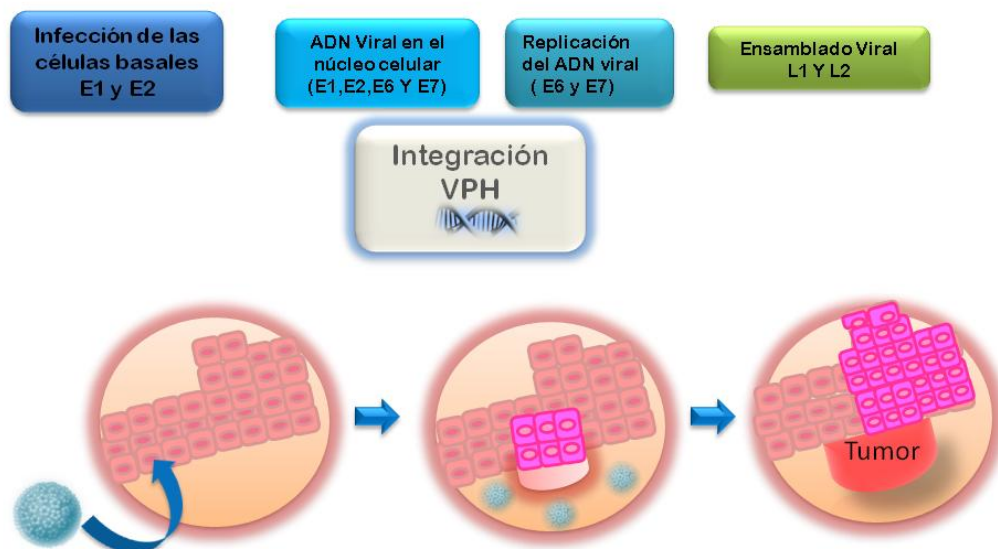 Infección de las
células basales
E1 y E2
ADN Viral en el
núcleo celular
(E1,E2,E6 Y E7)
Replicación
del ADN viral
( E6 y E7)
Ensamblado Viral
L1 Y L2
Integración
VPH
Tumor